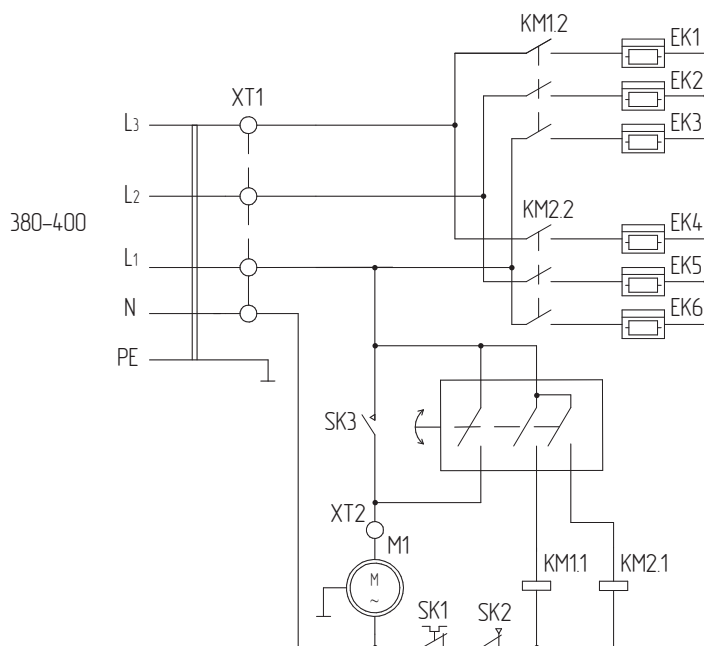 KM1.2
EK1
XT1
EK2
L3
EK3
L2
KM2.2
380-400
EK4
L1
EK5
N
EK6
PE
SK3
XT2
M1
M
~
KM1.1
KM2.1
SK1
SK2